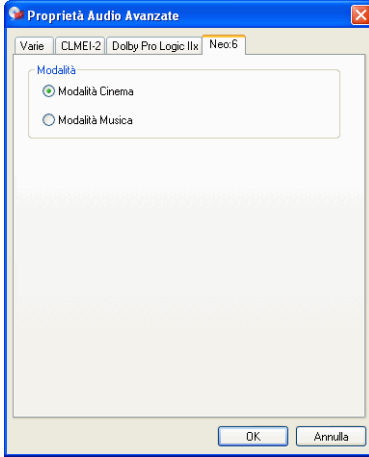 Proprietà Audio Avanzate
Varie CLMEI-2 Dolby Pro Logic IIx Neo:6
Modalità
Modalità Cinema
Modalità Musica
OK Annulla